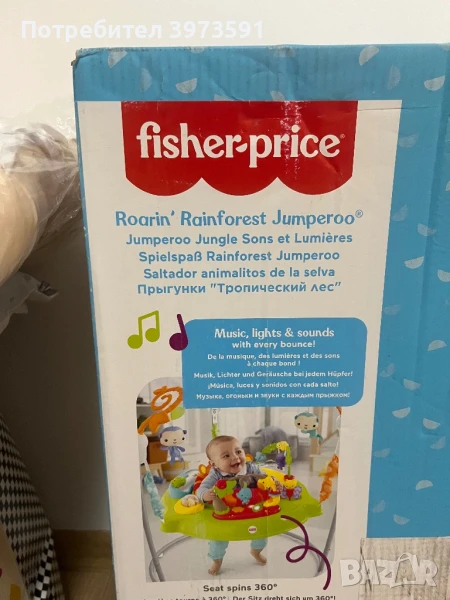 Потребител 3973591
fisher-price
Roarin' Rainforest Jumperoo®
Jumperoo Jungle Sons et Lumières
Spielspaß Rainforest Jumperoo
Saltador animalitos de la selva
Прыгунки "Тропический лес"
Music, lights & sounds
with every bounce!
De la musique, des lumières et des sons
à chaque bond !
Musik, Lichter und Geräusche bei jedem Hüpfer!
¡Música, luces y sonidos con cada salto!
Музыка, огоньки и звуки с каждым прыжком!
Seat spins 360°
tourne à 360° • Der Sitz dreht sich um 360°!
BAZAR